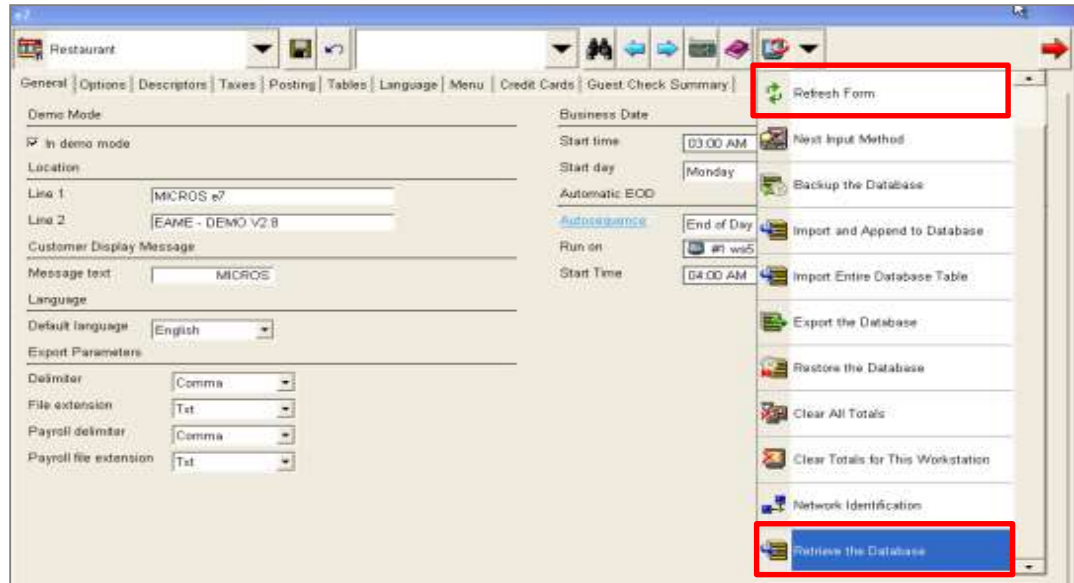 e7
Restaurant
General Options Descriptors Taxes Posting Tables Language Menu Credit Cards Guest Check Summary
Demo Mode
In demo mode
Location
Line 1 MICROS e7
Line 2 EAME - DEMO V2.8
Customer Display Message
Message text MICROS
Language
Default language English
Export Parameters
Delimiter Comma
File extension Txt
Payroll delimiter Comma
Payroll file extension Txt
Business Date
Start time 03:00 AM
Start day Monday
Automatic EOD
Autosequence End of Day
Run on #1 ws5
Start Time 04:00 AM
Refresh Form
Next Input Method
Backup the Database
Import and Append to Database
Import Entire Database Table
Export the Database
Restore the Database
Clear All Totals
Clear Totals for This Workstation
Network Identification
Retrieve the Database